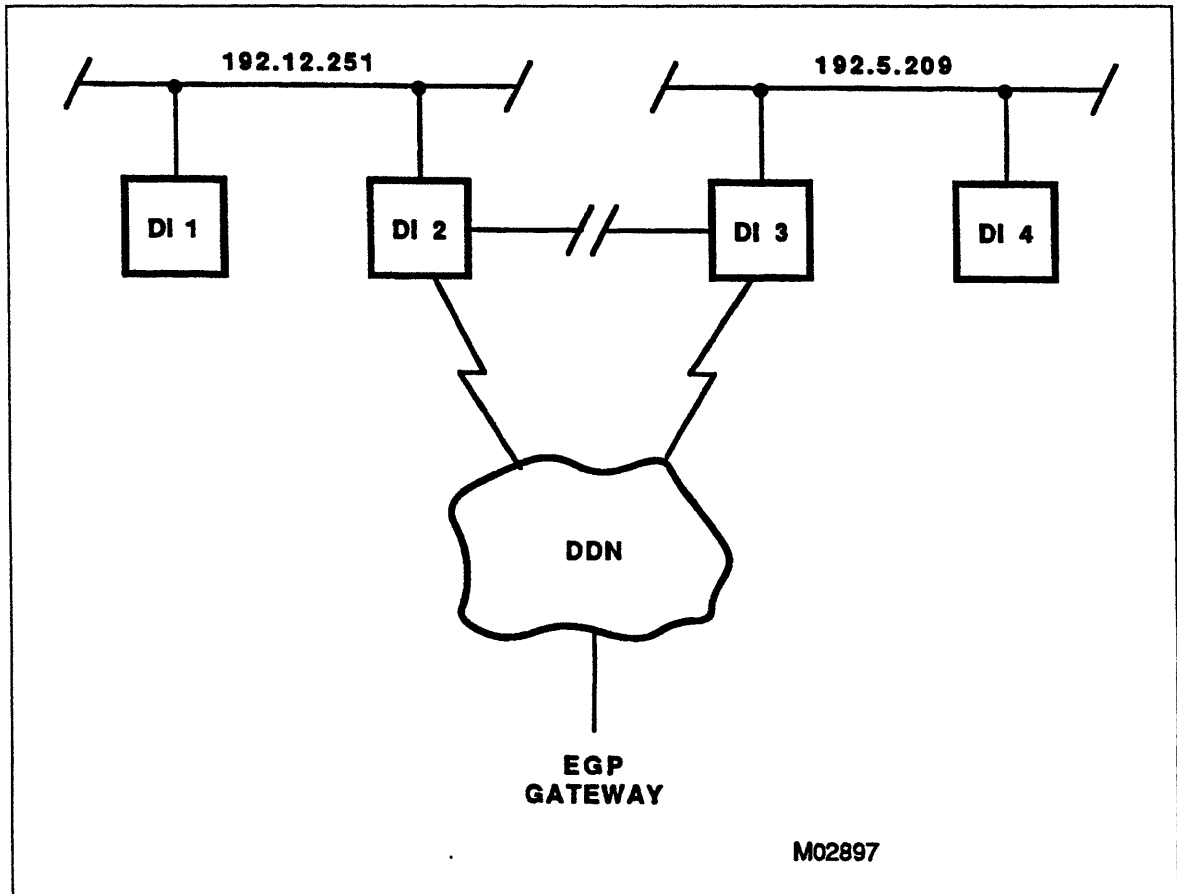 192.12.251
192.5.209
DI 1
DI 2
DI 3
DI 4
DDN
EGP
GATEWAY
M02897